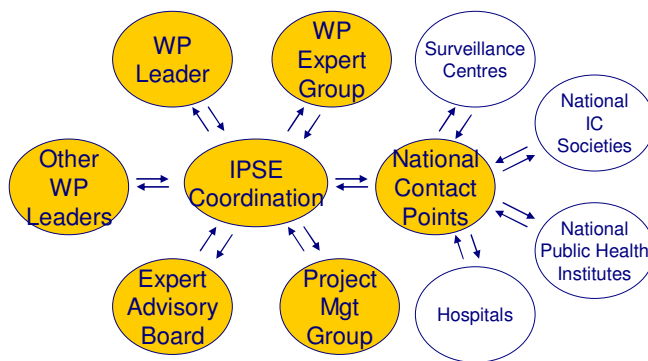 WP
Leader
WP
Expert
Group
Surveillance
Centres
National
IC
Societies
Other
WP
Leaders
IPSE
Coordination
National
Contact
Points
National
Public Health
Institutes
Expert
Advisory
Board
Project
Mgt
Group
Hospitals